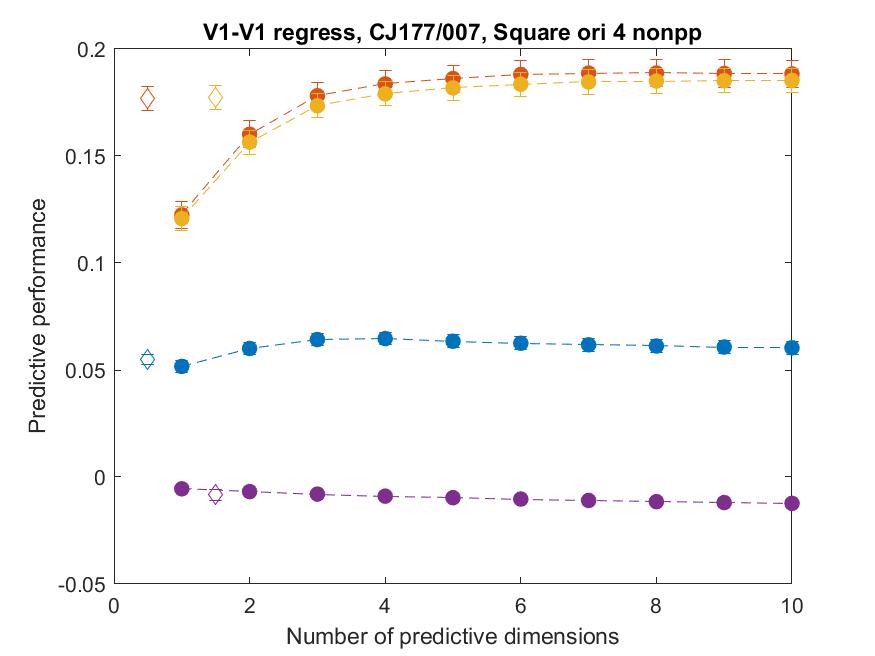 V1-V1 regress, CJ177/007, Square ori 4 nonpp
0.2
0.15
0.1
0.05
0
-0.05
Predictive performance
0 2 4 6 8 10
Number of predictive dimensions